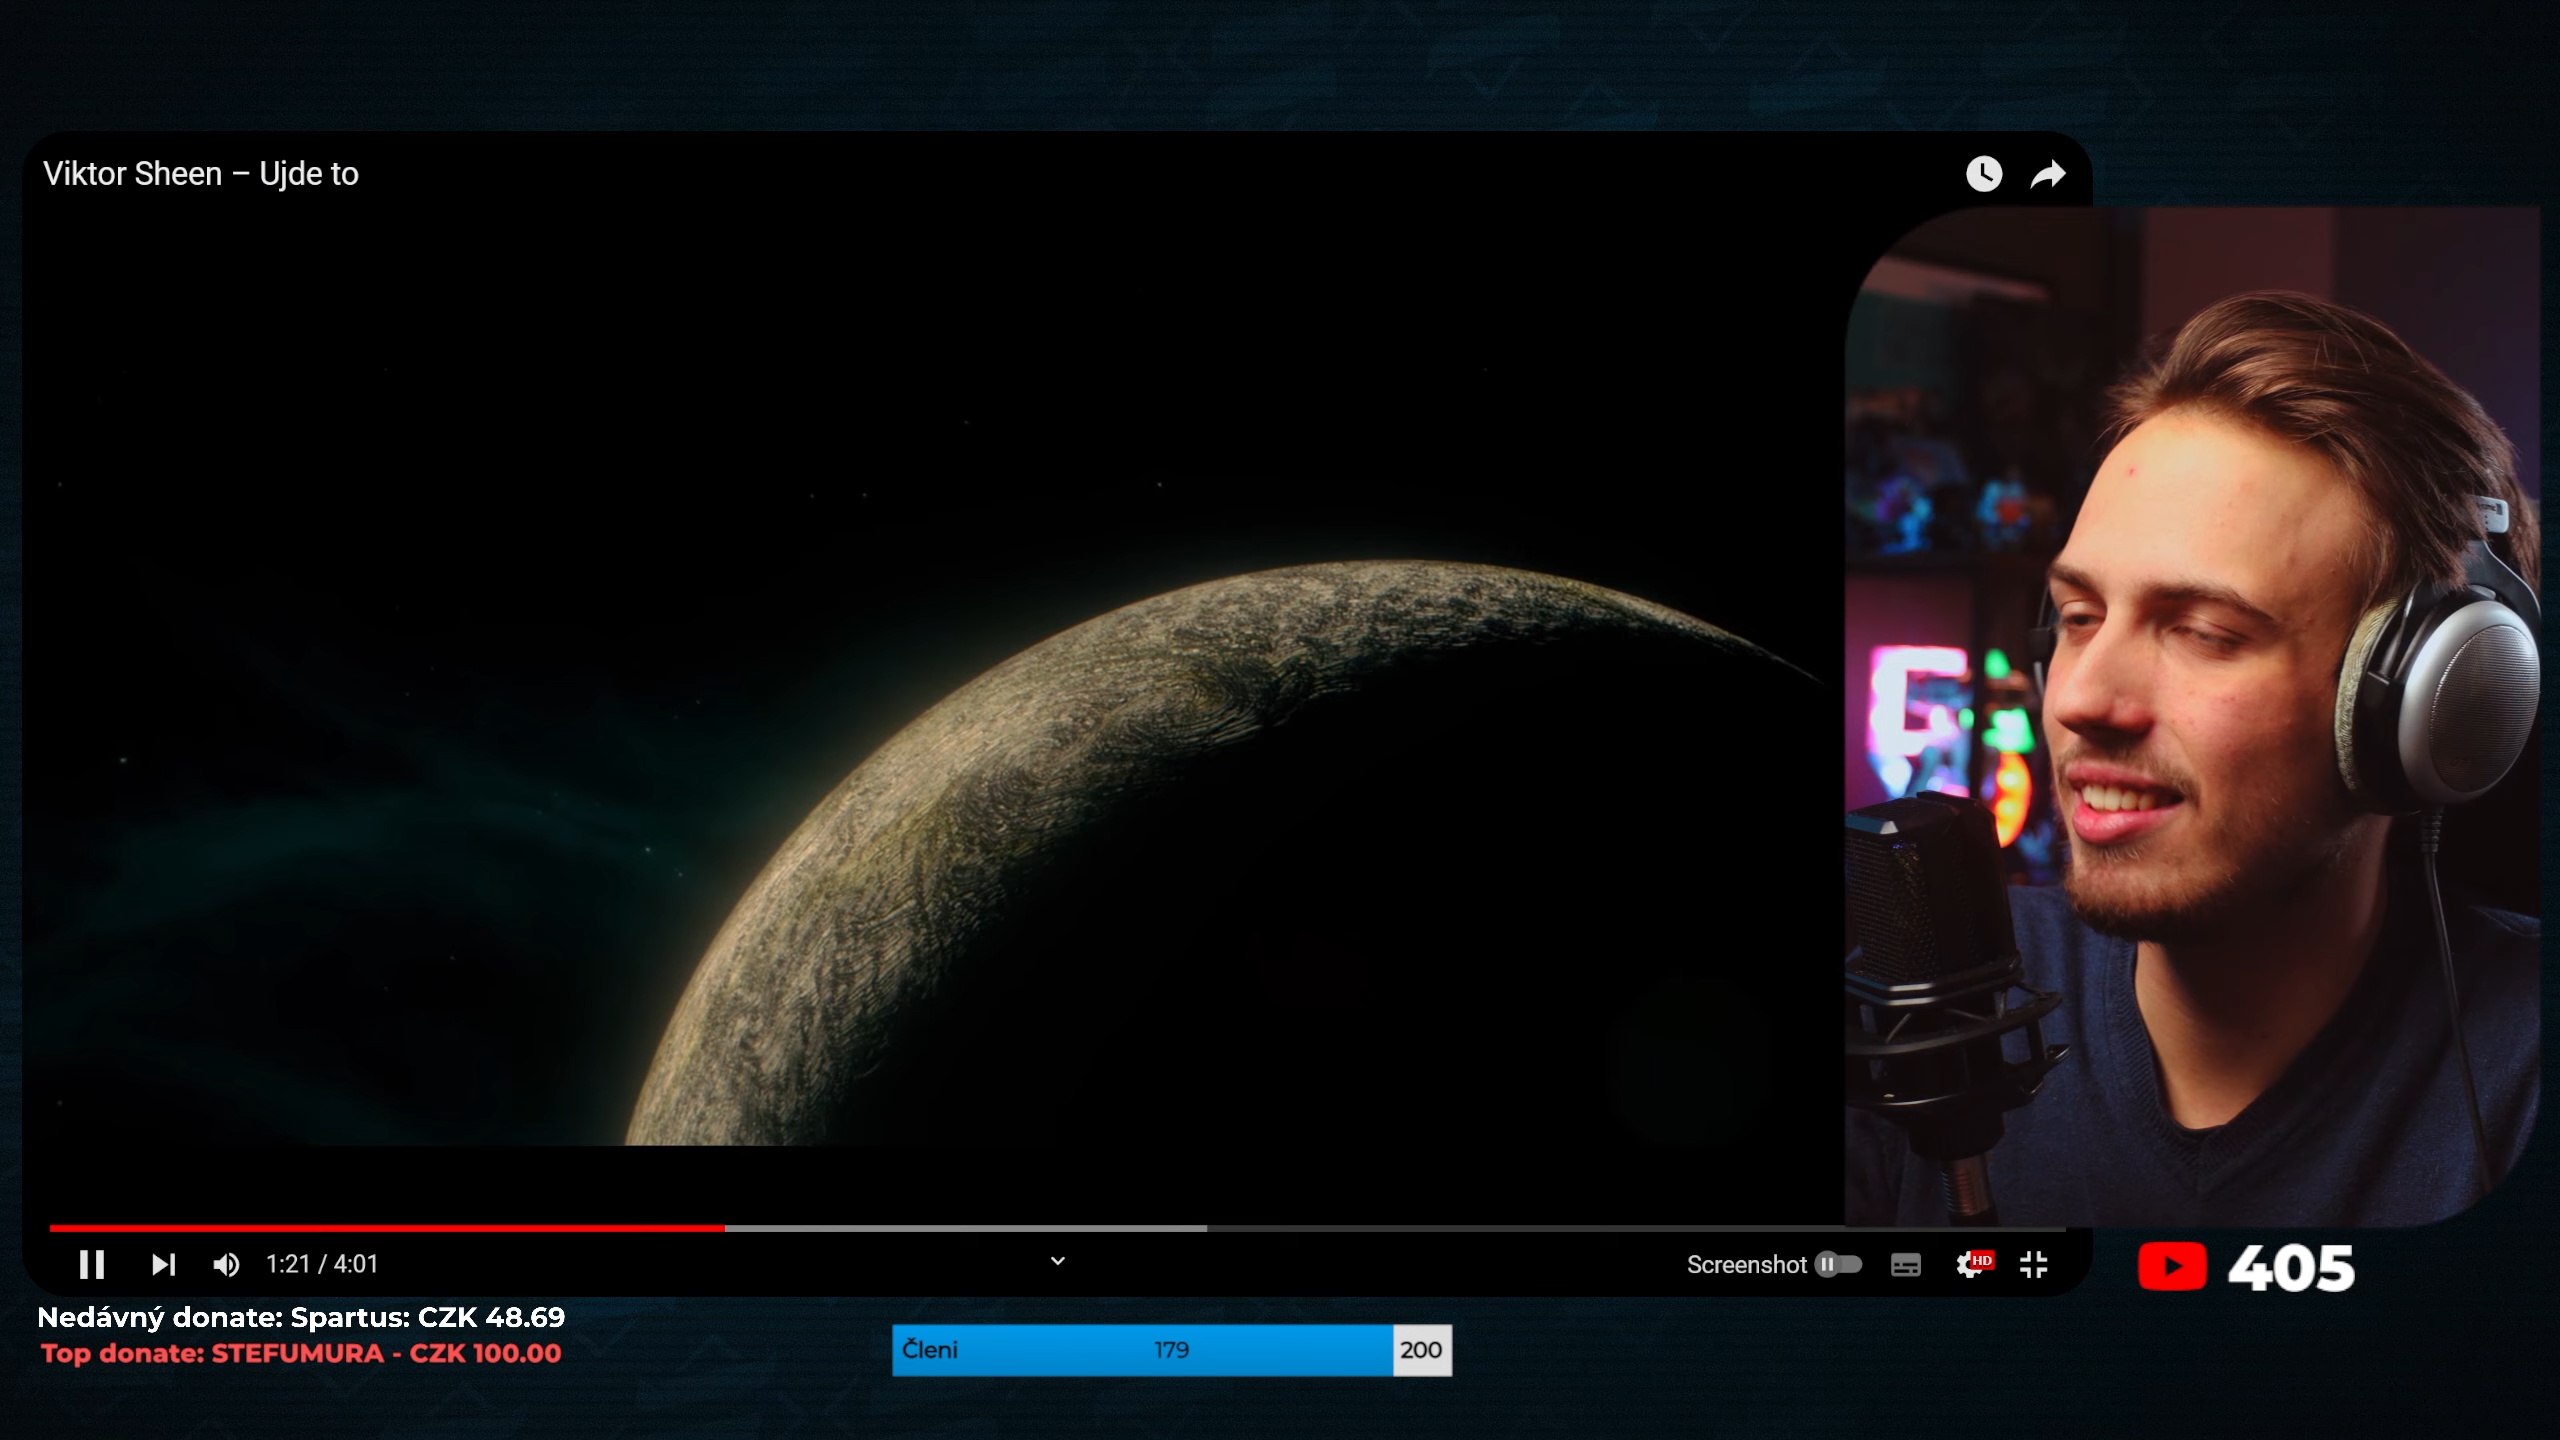 Viktor Sheen – Ujde to
1:21 / 4:01
Screenshot
HD
405
Nedávný donate: Spartus: CZK 48.69
Top donate: STEFUMURA - CZK 100.00
Členi 179 200